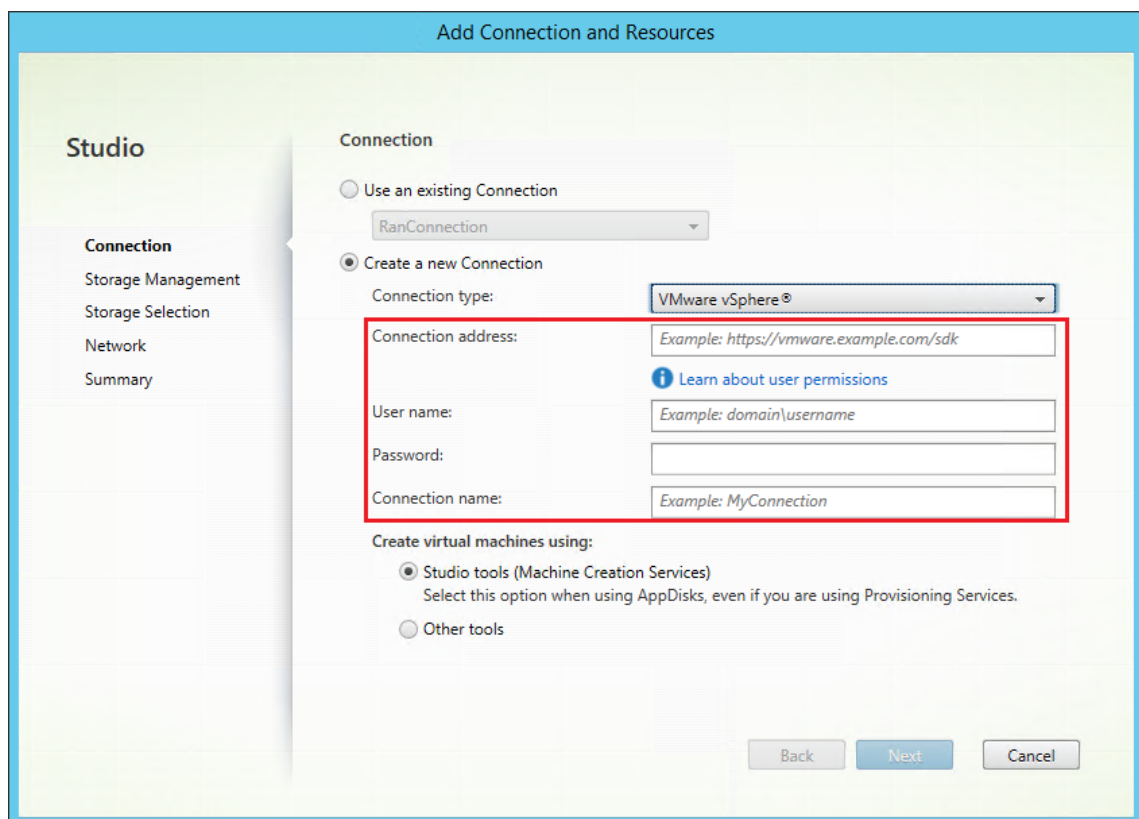 Add Connection and Resources
Studio
Connection
Storage Management
Storage Selection
Network
Summary
Connection
Use an existing Connection
RanConnection
Create a new Connection
Connection type:
VMware vSphere®
Connection address:
Example: https://vmware.example.com/sdk
Learn about user permissions
User name:
Example: domain\username
Password:
Connection name:
Example: MyConnection
Create virtual machines using:
Studio tools (Machine Creation Services)
Select this option when using AppDisks, even if you are using Provisioning Services.
Other tools
Back
Next
Cancel